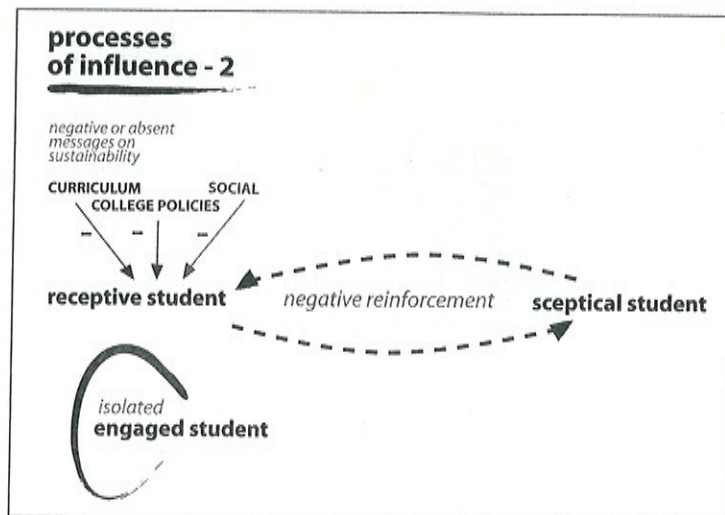 processes
of influence - 2
negative or absent
messages on
sustainability
CURRICULUM SOCIAL
COLLEGE POLICIES
- - -
receptive student negative reinforcement sceptical student
isolated
engaged student